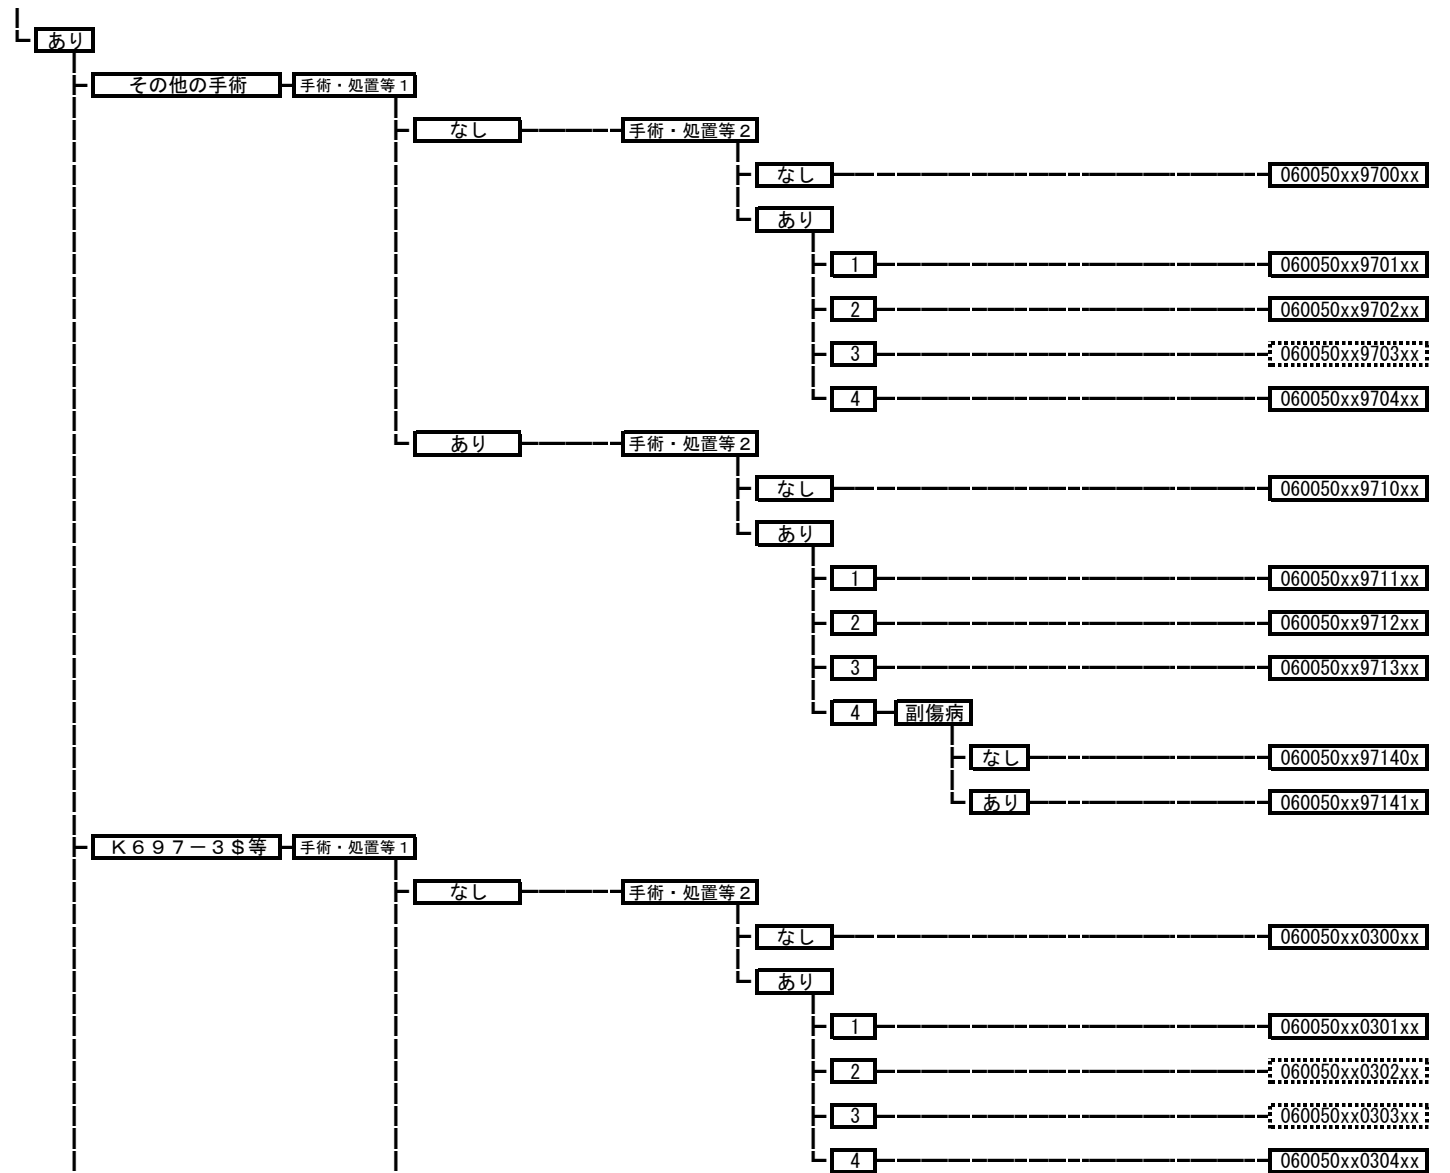 あり
その他の手術 手術・処置等1
なし 手術・処置等2
なし 060050xx9700xx
あり
1 060050xx9701xx
2 060050xx9702xx
3 060050xx9703xx
4 060050xx9704xx
あり 手術・処置等2
なし 060050xx9710xx
あり
1 060050xx9711xx
2 060050xx9712xx
3 060050xx9713xx
4 副傷病
なし 060050xx97140x
あり 060050xx97141x
K697-3$等 手術・処置等1
なし 手術・処置等2
なし 060050xx0300xx
あり
1 060050xx0301xx
2 060050xx0302xx
3 060050xx0303xx
4 060050xx0304xx